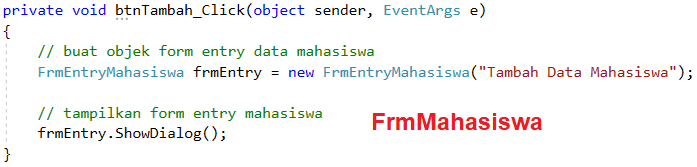 private void btnTambah_Click(object sender, EventArgs e)
{
// buat objek form entry data mahasiswa
FrmEntryMahasiswa frmEntry = new FrmEntryMahasiswa("Tambah Data Mahasiswa");
// tampilkan form entry mahasiswa
frmEntry.ShowDialog();
FrmMahasiswa
}